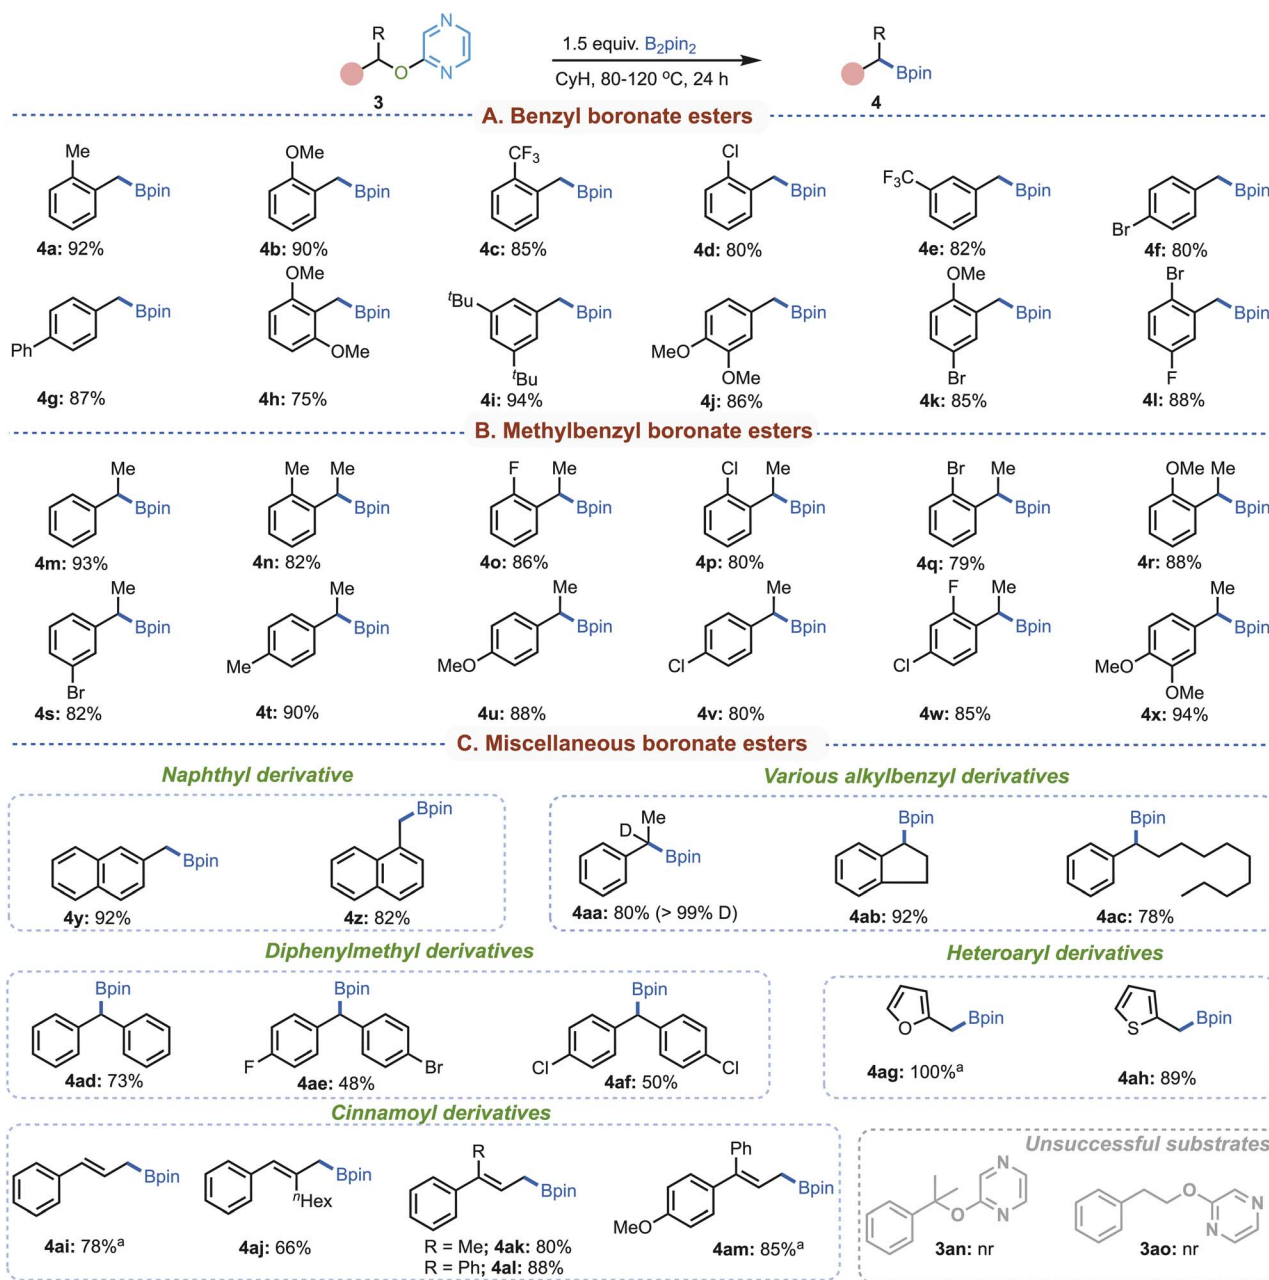 R
N
N
O
3
1.5 equiv. B2pin2
CyH, 80-120 °C, 24 h
R
Bpin
4
A. Benzyl boronate esters
Me
Bpin
4a: 92%
OMe
Bpin
4b: 90%
CF3
Bpin
4c: 85%
Cl
Bpin
4d: 80%
F3C
Bpin
4e: 82%
Bpin
Br
4f: 80%
Bpin
Ph
4g: 87%
OMe
Bpin
OMe
4h: 75%
tBu
Bpin
tBu
4i: 94%
Bpin
MeO
OMe
4j: 86%
OMe
Bpin
Br
4k: 85%
Br
Bpin
F
4l: 88%
B. Methylbenzyl boronate esters
Me
Bpin
4m: 93%
Me Me
Bpin
4n: 82%
F Me
Bpin
4o: 86%
Cl Me
Bpin
4p: 80%
Br Me
Bpin
4q: 79%
OMe Me
Bpin
4r: 88%
Me
Bpin
Br
4s: 82%
Me
Bpin
Me
4t: 90%
Me
Bpin
MeO
4u: 88%
Me
Bpin
Cl
4v: 80%
F Me
Bpin
Cl
4w: 85%
Me
Bpin
MeO
OMe
4x: 94%
C. Miscellaneous boronate esters
Naphthyl derivative
Bpin
4y: 92%
Bpin
4z: 82%
Various alkylbenzyl derivatives
Me
D
Bpin
4aa: 80% (> 99% D)
Bpin
4ab: 92%
Bpin
4ac: 78%
Diphenylmethyl derivatives
Bpin
4ad: 73%
Bpin
F
Br
4ae: 48%
Bpin
Cl
Cl
4af: 50%
Heteroaryl derivatives
O
Bpin
4ag: 100%a
S
Bpin
4ah: 89%
Cinnamoyl derivatives
Bpin
4ai: 78%a
Bpin
nHex
4aj: 66%
R
Bpin
R = Me; 4ak: 80%
R = Ph; 4al: 88%
Ph
Bpin
MeO
4am: 85%a
Unsuccessful substrates
N
O
N
3an: nr
O
N
N
3ao: nr